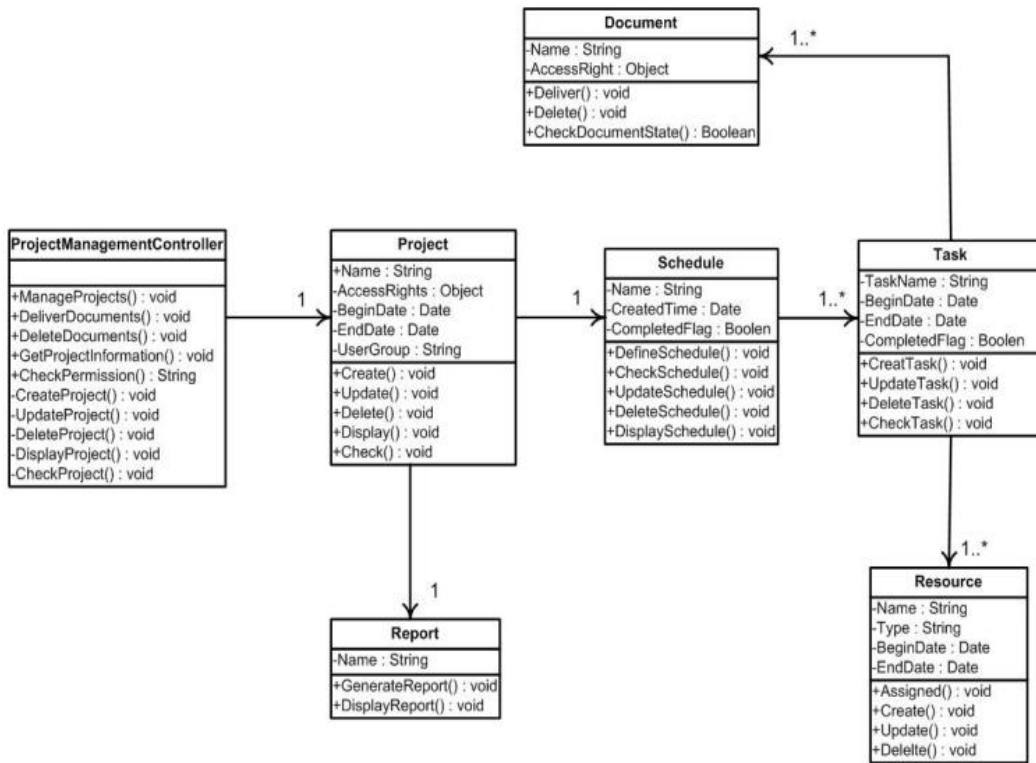 Document
-Name : String
-AccessRight : Object
+Deliver() : void
+Delete() : void
+CheckDocumentState() : Boolean
1..*
ProjectManagementController
+ManageProjects() : void
+DeliverDocuments() : void
+DeleteDocuments() : void
+GetProjectInformation() : void
+CheckPermission() : String
-CreateProject() : void
-UpdateProject() : void
-DeleteProject() : void
-DisplayProject() : void
-CheckProject() : void
1
Project
+Name : String
-AccessRights : Object
-BeginDate : Date
-EndDate : Date
-UserGroup : String
+Create() : void
+Update() : void
+Delete() : void
+Display() : void
+Check() : void
1
Schedule
-Name : String
-CreatedTime : Date
-CompletedFlag : Boolen
+DefineSchedule() : void
+CheckSchedule() : void
+UpdateSchedule() : void
+DeleteSchedule() : void
+DisplaySchedule() : void
1..*
Task
-TaskName : String
-BeginDate : Date
-EndDate : Date
-CompletedFlag : Boolen
+CreatTask() : void
+UpdateTask() : void
+DeleteTask() : void
+CheckTask() : void
1
Report
-Name : String
+GenerateReport() : void
+DisplayReport() : void
1..*
Resource
-Name : String
-Type : String
-BeginDate : Date
-EndDate : Date
+Assigned() : void
+Create() : void
+Update() : void
+Delelte() : void